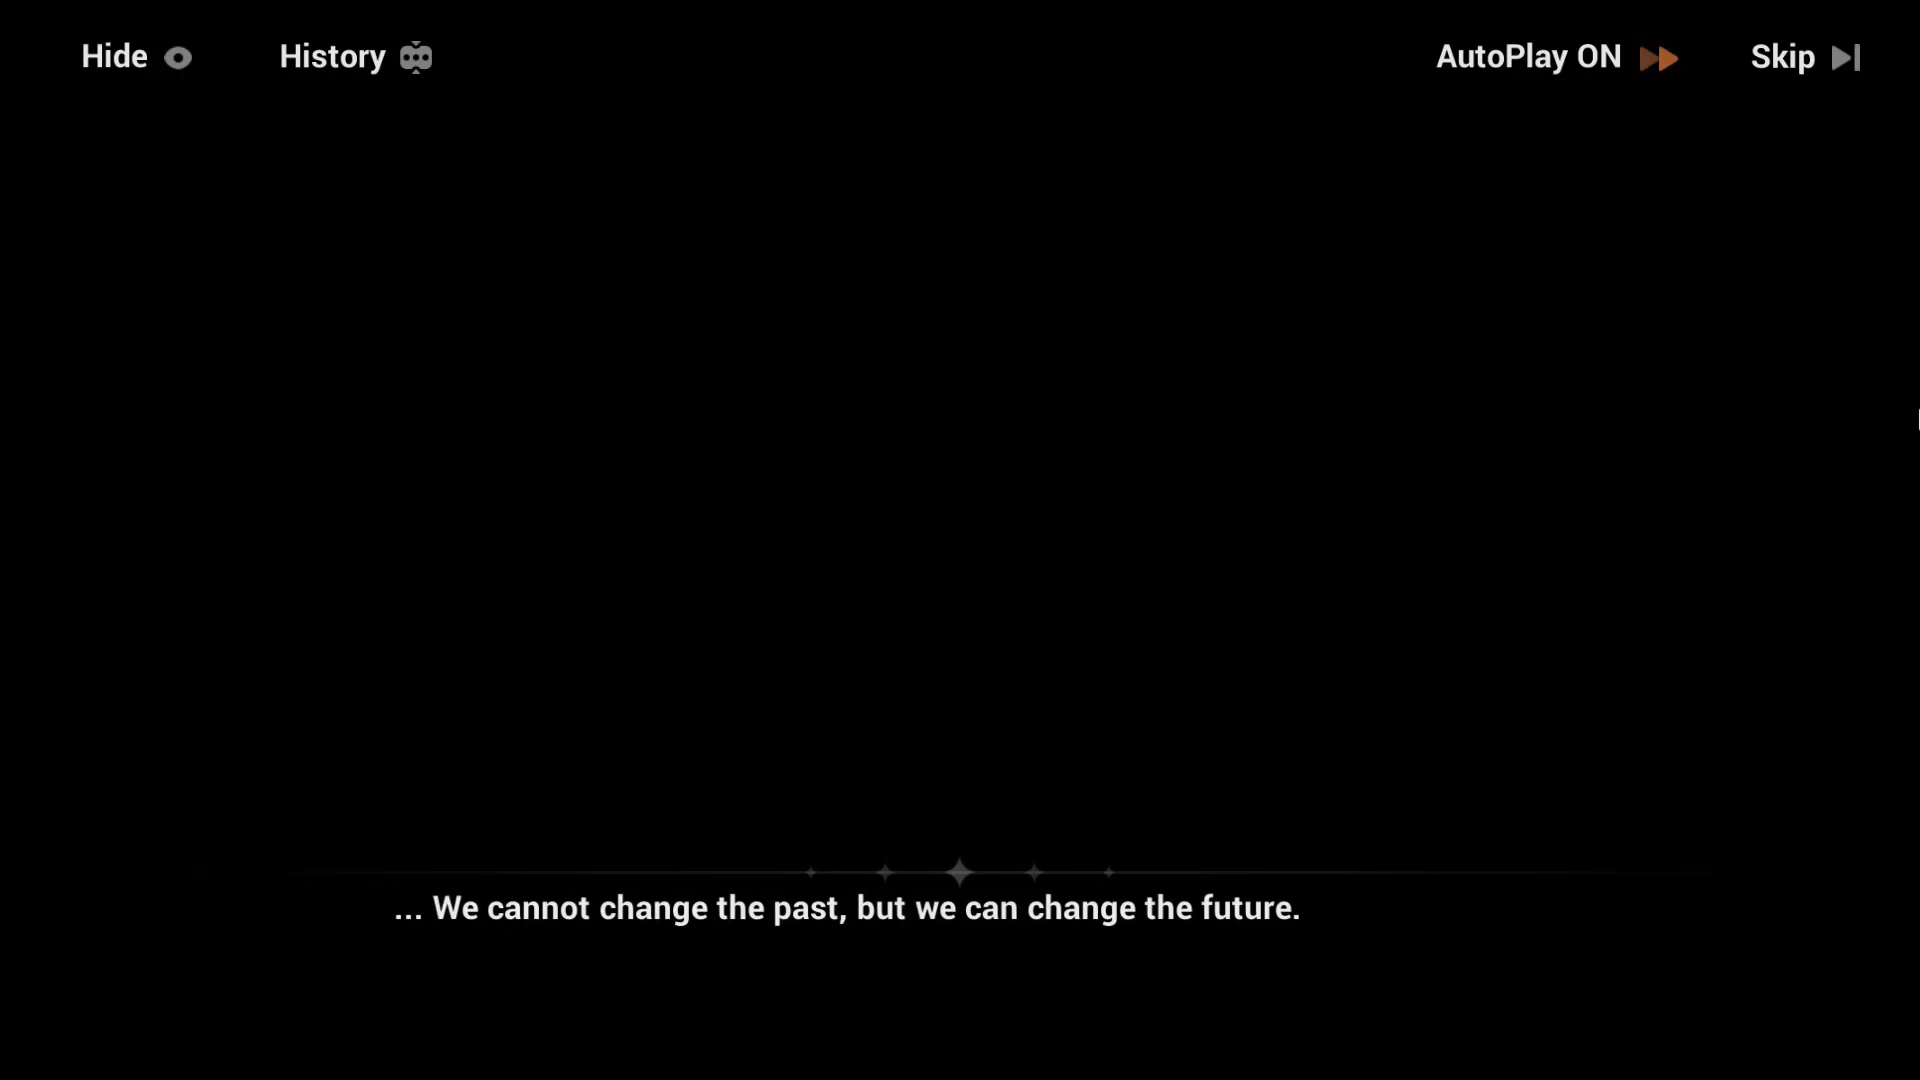 Hide
History
AutoPlay ON
Skip
... We cannot change the past, but we can change the future.